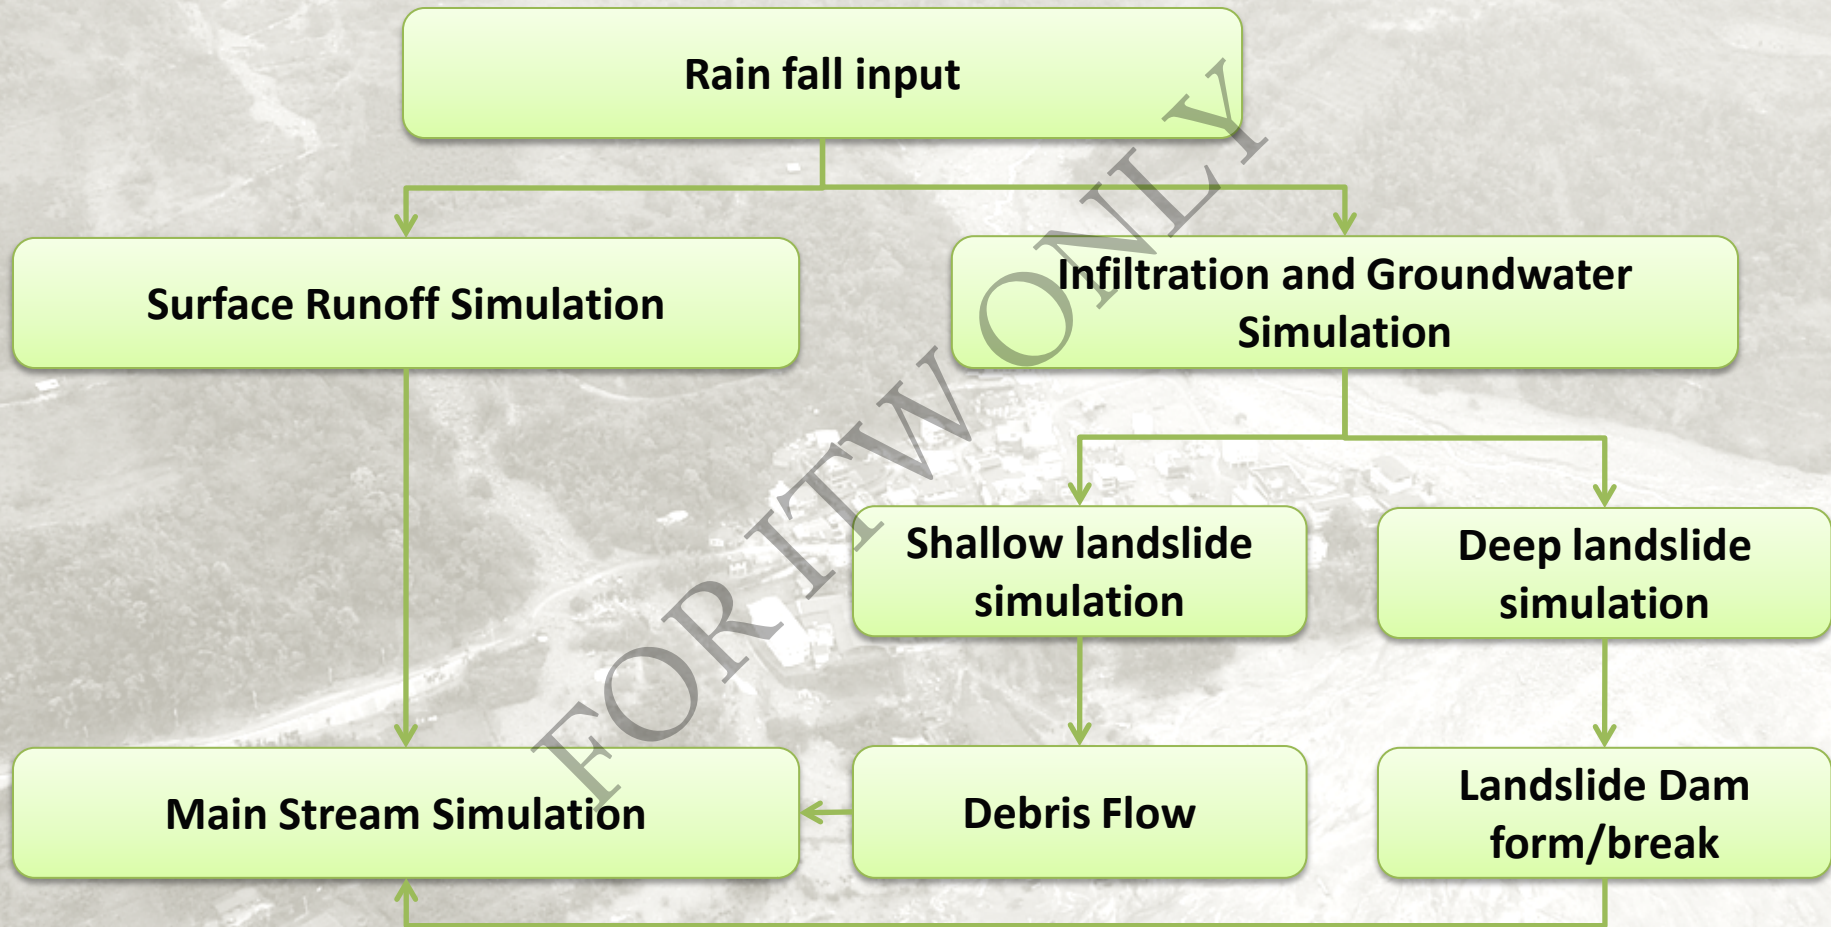 Rain fall input
Surface Runoff Simulation
Infiltration and Groundwater
Simulation
Shallow landslide
simulation
Deep landslide
simulation
Main Stream Simulation
Debris Flow
Landslide Dam
form/break
FOR ITW ONLY